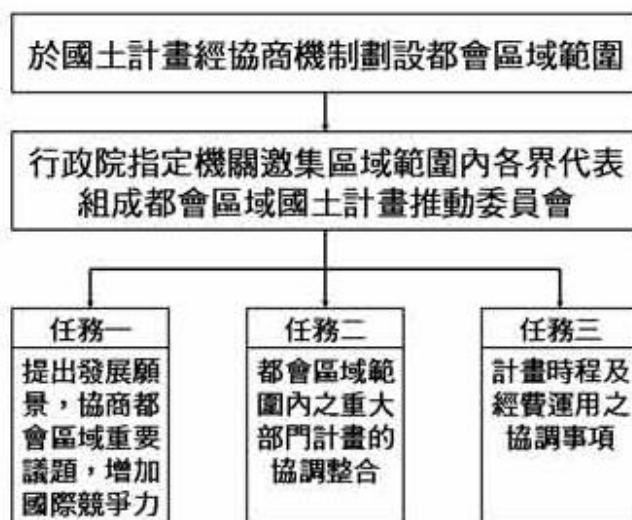 於國土計畫經協商機制劃設都會區域範圍
行政院指定機關邀集區域範圍內各界代表
組成都會區域國土計畫推動委員會
任務一
提出發展願
景，協商都
會區域重要
議題，增加
國際競爭力
任務二
都會區域範
圍內之重大
部門計畫的
協調整合
任務三
計畫時程及
經費運用之
協調事項